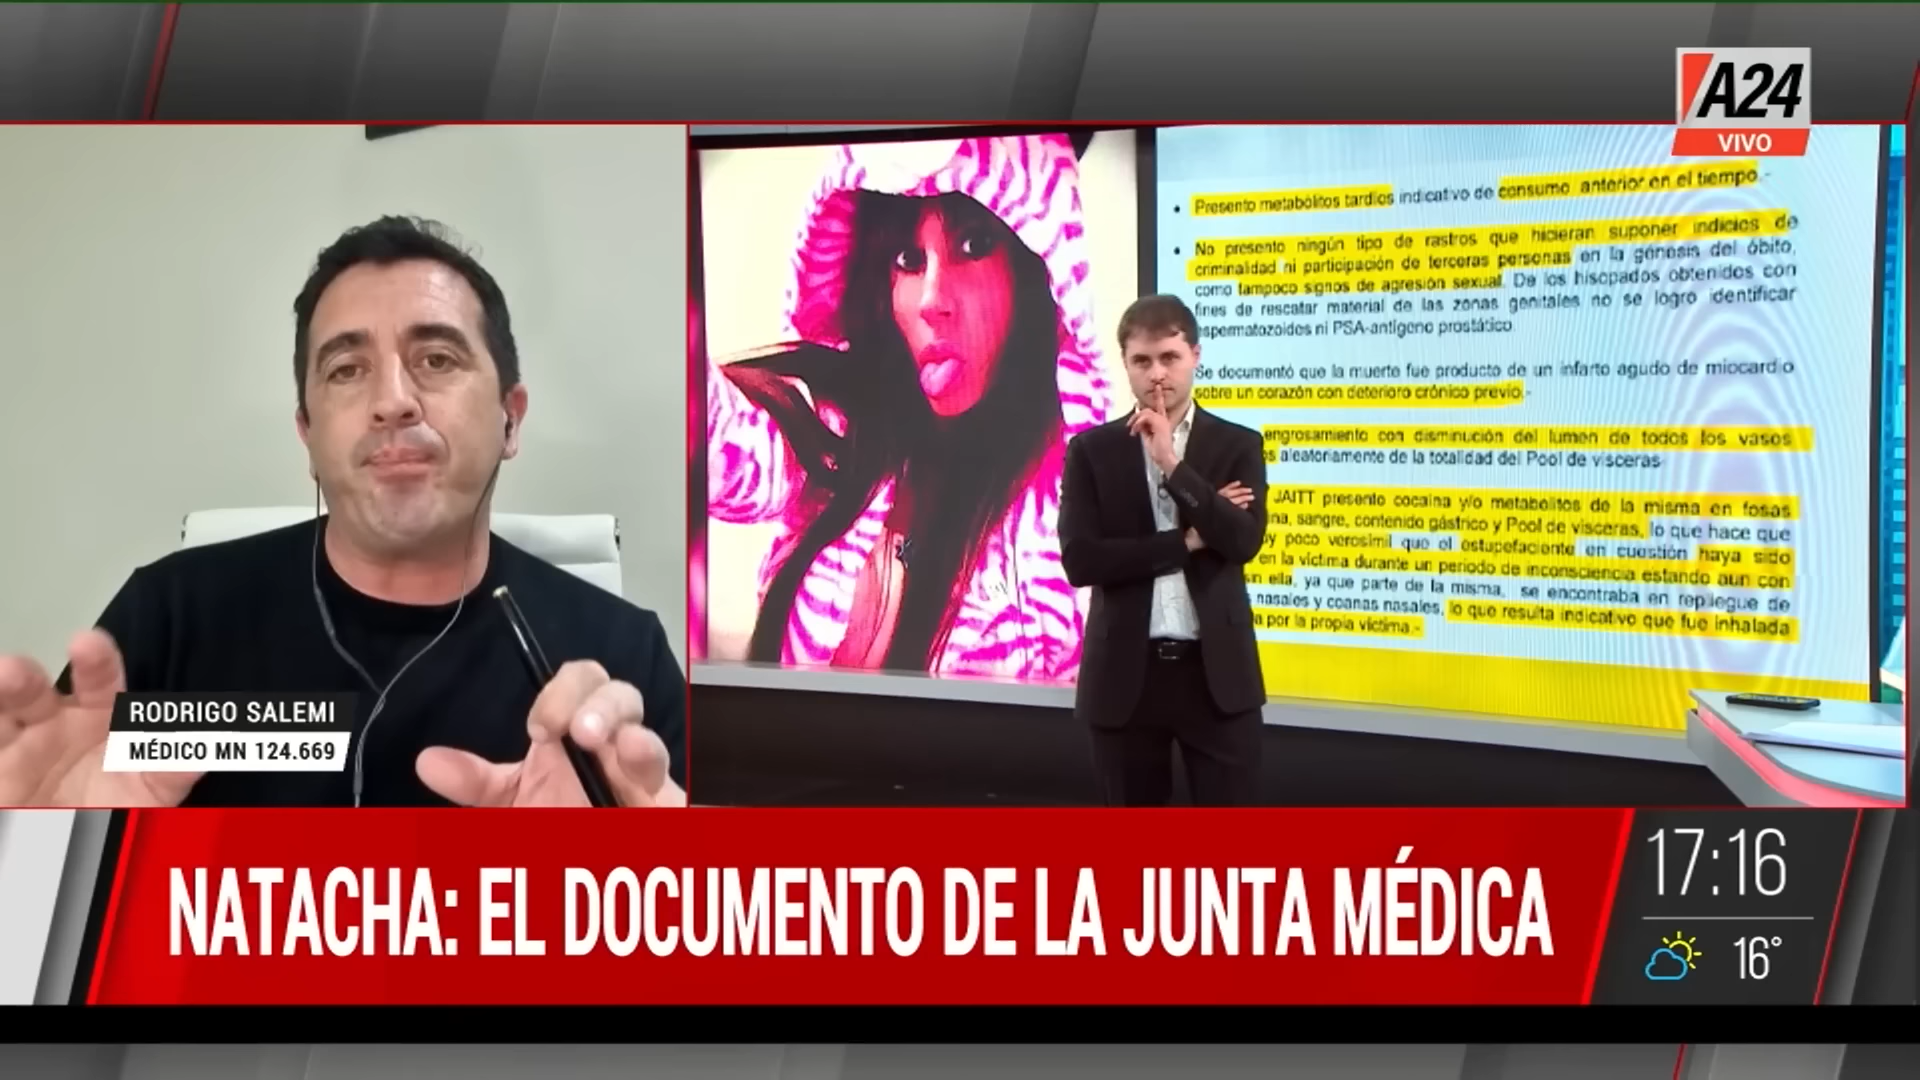 A24
VIVO
Presento metabólitos tardíos indicativo de consumo anterior en el tiempo.-
No presento ningún tipo de rastros que hicieran suponer indicios de
criminalidad ni participación de terceras personas en la génesis del óbito,
como tampoco signos de agresión sexual. De los hisopados obtenidos con
fines de rescatar material de las zonas genitales no se logro identificar
espermatozoides ni PSA-antígeno prostático
Se documentó que la muerte fue producto de un infarto agudo de miocardio
sobre un corazón con deterioro crónico previo.-
engrosamiento con disminución del lumen de todos los vasos
aleatoriamente de la totalidad del Pool de visceras
JAITT presento cocaina y/o metabolitos de la misma en fosas
sangre, contenido gástrico y Pool de visceras, lo que hace que
poco verosimil que el estupefaciente en cuestión haya sido
en la víctima durante un periodo de inconsciencia estando aun con
ella, ya que parte de la misma, se encontraba en repliegue de
nasales y coanas nasales, lo que resulta indicativo que fue inhalada
por la propia victima.-
RODRIGO SALEMI
MÉDICO MN 124.669
NATACHA: EL DOCUMENTO DE LA JUNTA MÉDICA
17:16
16°